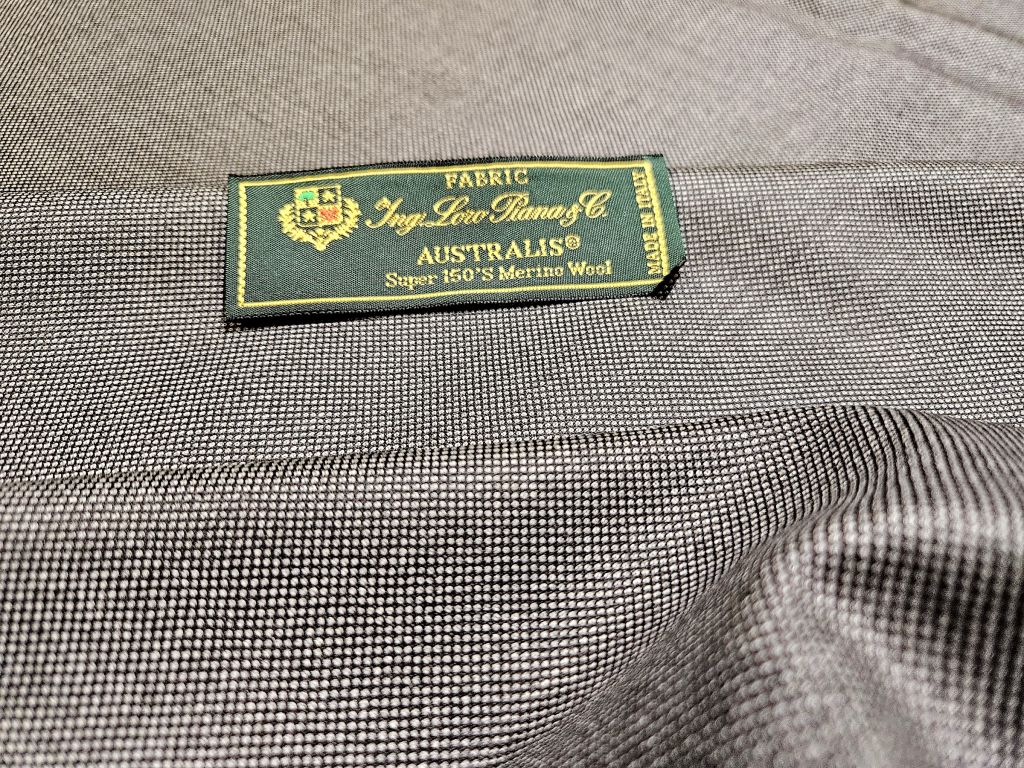 FABRIC
Ing. Loro Piana & C.
AUSTRALIS®
Super 150'S Merino Wool
MADE IN ITALY